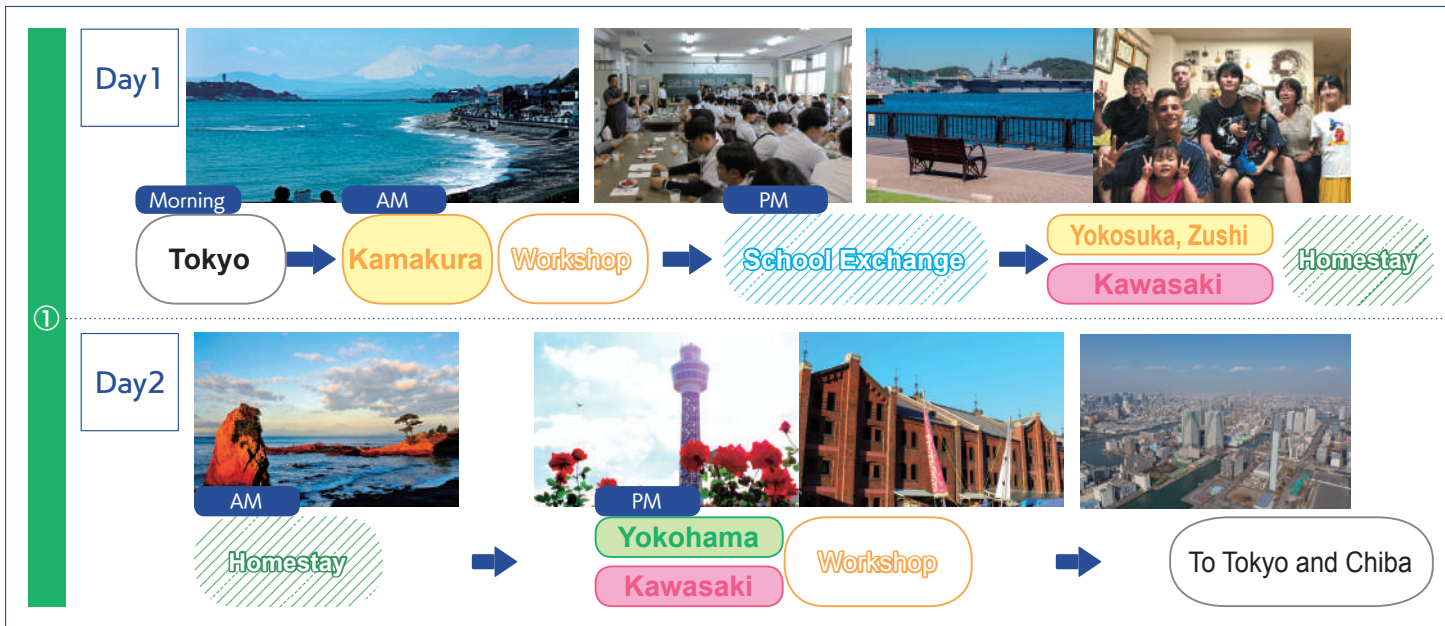 ①
Day1
Morning
Tokyo
AM
Kamakura
Workshop
PM
School Exchange
Yokosuka, Zushi
Kawasaki
Homestay
Day2
AM
Homestay
PM
Yokohama
Kawasaki
Workshop
To Tokyo and Chiba